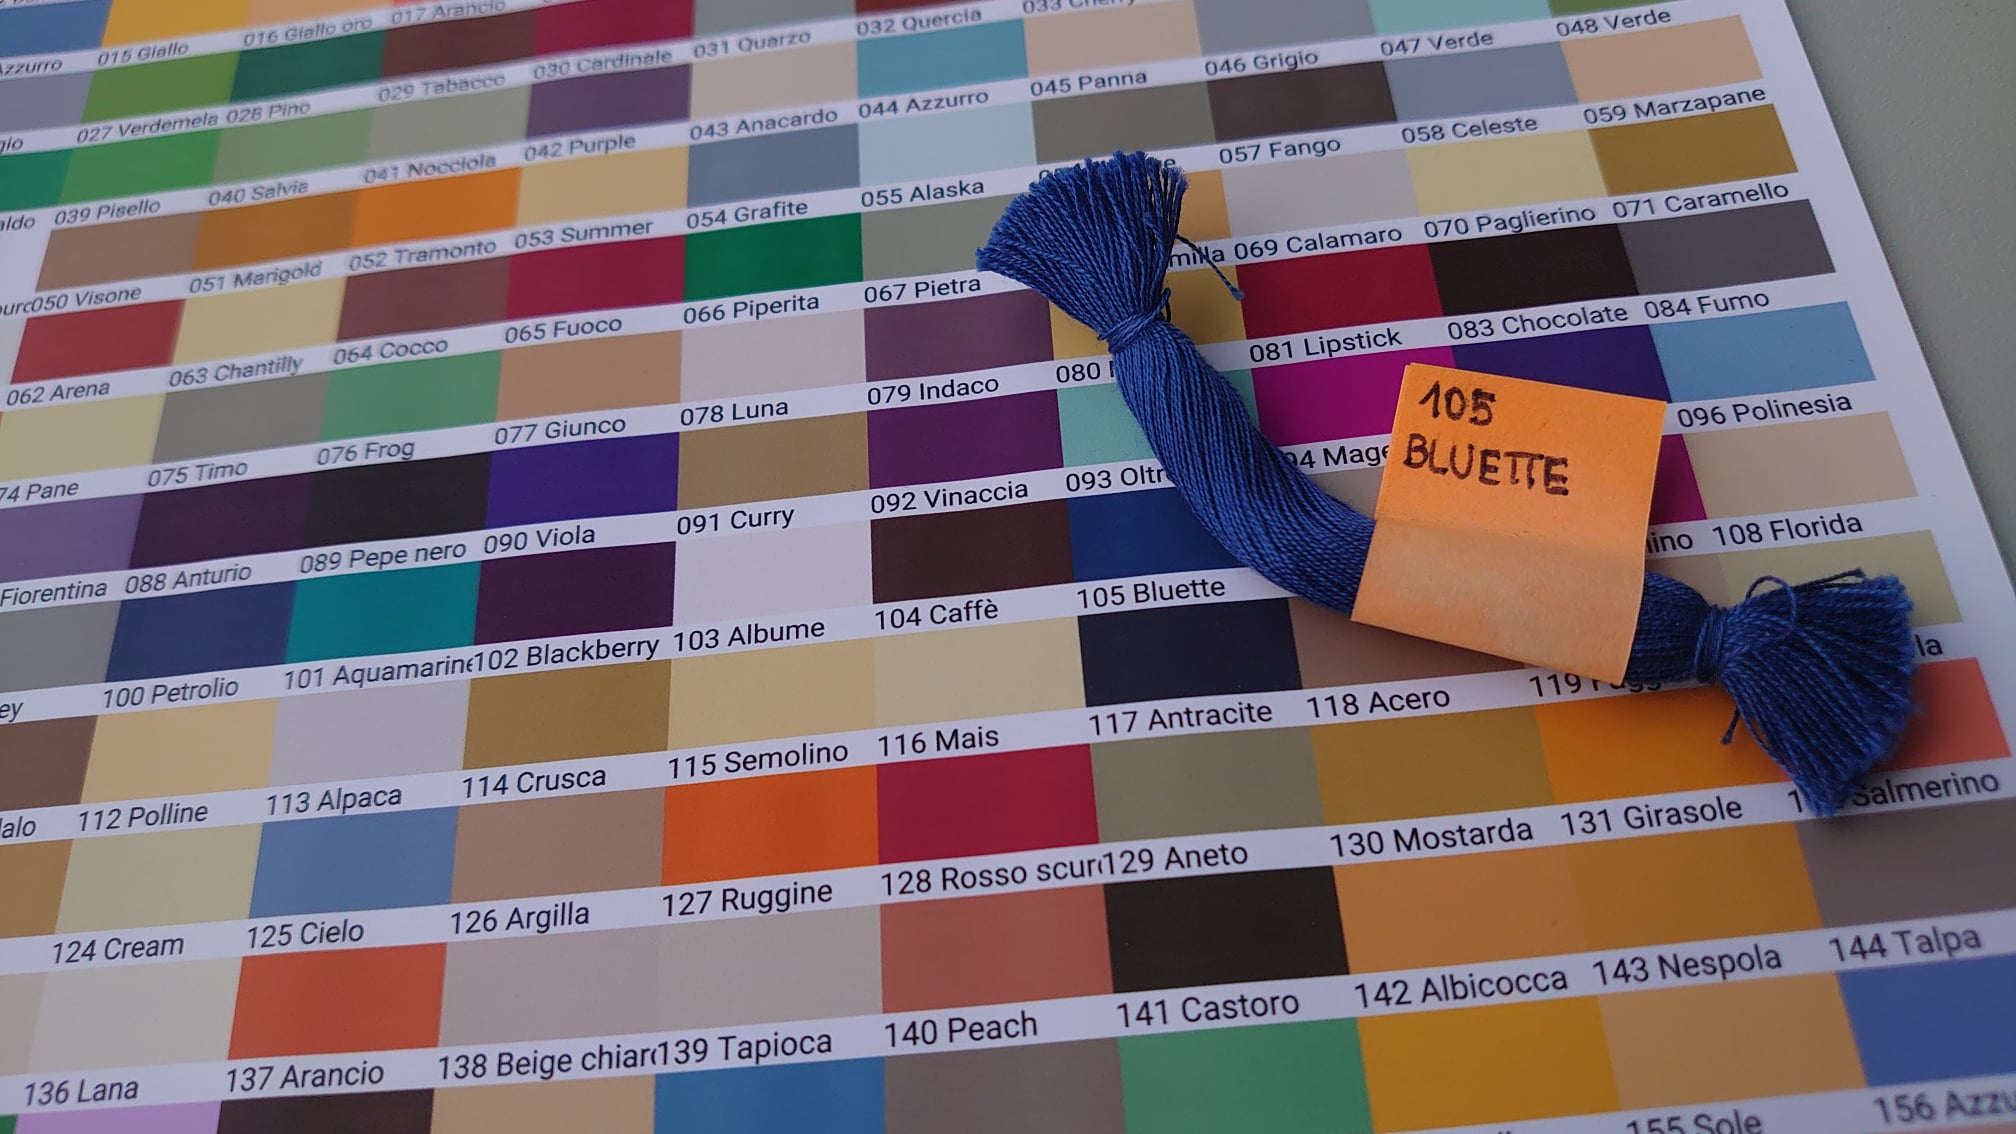 017 Arancio
015 Giallo 016 Giallo oro
032 Quercia
030 Cardinale 031 Quarzo
029 Tabacco
027 Verdemela 028 Pino
048 Verde
047 Verde
046 Grigio
045 Panna
044 Azzurro
043 Anacardo
042 Purple
041 Nocciola
040 Salvia
039 Pisello
059 Marzapane
058 Celeste
057 Fango
055 Alaska
054 Grafite
053 Summer
052 Tramonto
051 Marigold
050 Visone
071 Caramello
070 Paglierino
069 Calamaro
067 Pietra
066 Piperita
065 Fuoco
064 Cocco
063 Chantilly
062 Arena
084 Fumo
083 Chocolate
081 Lipstick
080
079 Indaco
078 Luna
077 Giunco
076 Frog
075 Timo
Pane
105
BLUETTE
096 Polinesia
093
092 Vinaccia
091 Curry
090 Viola
089 Pepe nero
088 Anturio
Fiorentina
108 Florida
105 Bluette
104 Caffè
103 Albume
102 Blackberry
101 Aquamarine
100 Petrolio
119
118 Acero
117 Antracite
116 Mais
115 Semolino
114 Crusca
113 Alpaca
112 Polline
Salmerino
131 Girasole
130 Mostarda
129 Aneto
128 Rosso scuro
127 Ruggine
126 Argilla
125 Cielo
124 Cream
144 Talpa
143 Nespola
142 Albicocca
141 Castoro
140 Peach
139 Tapioca
138 Beige chiaro
137 Arancio
136 Lana
156
155 Sole